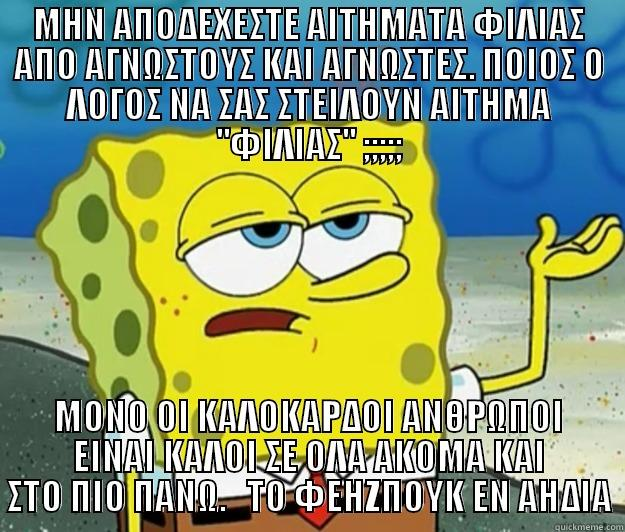 ΜΗΝ ΑΠΟΔΕΧΕΣΤΕ ΑΙΤΗΜΑΤΑ ΦΙΛΙΑΣ
ΑΠΟ ΑΓΝΩΣΤΟΥΣ ΚΑΙ ΑΓΝΩΣΤΕΣ. ΠΟΙΟΣ Ο
ΛΟΓΟΣ ΝΑ ΣΑΣ ΣΤΕΙΛΟΥΝ ΑΙΤΗΜΑ
"ΦΙΛΙΑΣ" ;;;;;
ΜΟΝΟ ΟΙ ΚΑΛΟΚΑΡΔΟΙ ΑΝΘΡΩΠΟΙ
ΕΙΝΑΙ ΚΑΛΟΙ ΣΕ ΟΛΑ ΑΚΟΜΑ ΚΑΙ
ΣΤΟ ΠΙΟ ΠΑΝΩ. ΤΟ ΦΕΗΖΠΟΥΚ ΕΝ ΑΗΔΙΑ
quickmeme.com